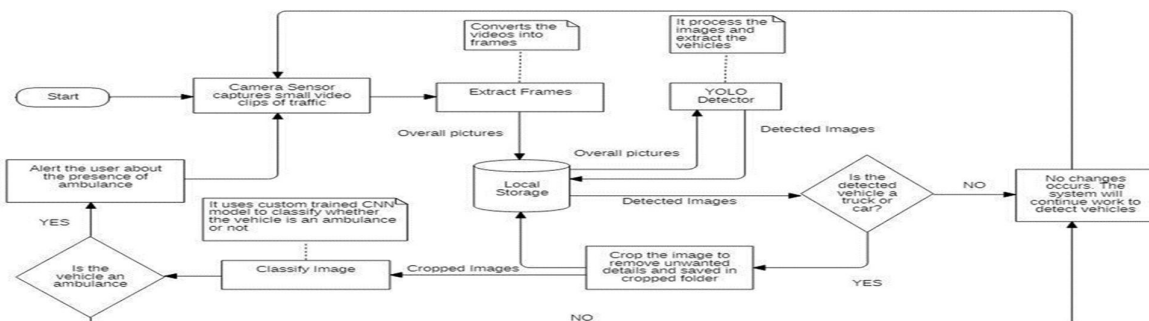 Converts the
videos into
frames
It process the
images and
extract the
vehicles
Start
Camera Sensor
captures small video
clips of traffic
Extract Frames
YOLO
Detector
Overall pictures
Detected Images
Overall pictures
Alert the user about
the presence of
ambulance
Local
Storage
Detected Images
Is the
detected
vehicle a
truck or
car?
NO
No changes
occurs. The
system will
continue work to
detect vehicles
YES
It uses custom trained CNN
model to classify whether
the vehicle is an ambulance
or not
Is the
vehicle an
ambulance
Classify Image
Cropped Images
Crop the image to
remove unwanted
details and saved in
cropped folder
YES
NO